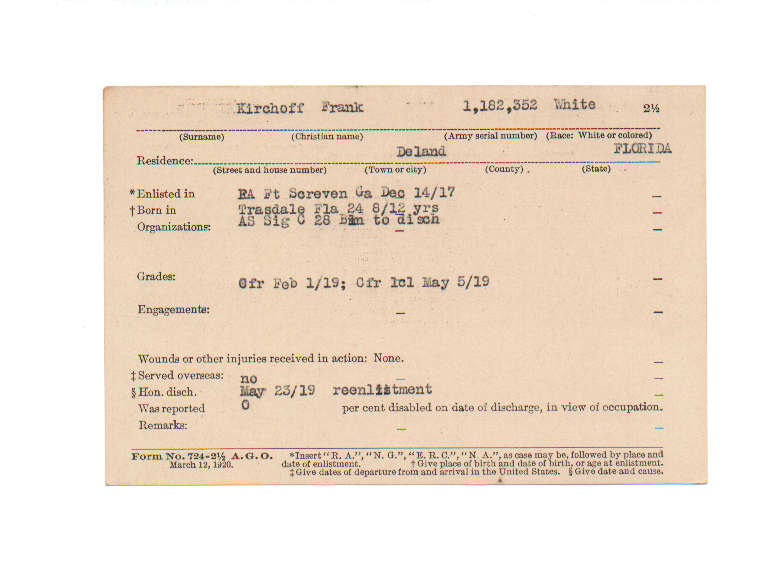 Kirchoff Frank 1,182,352 White 2½
(Surname) (Christian name) (Army serial number) (Race: White or colored)
Residence: Deland FLORIDA
(Street and house number) (Town or city) (County) (State)
*Enlisted in RA Ft Screven Ga Dec 14/17
†Born in Trasdale Fla 24 8/12 yrs
Organizations: AS Sig C 28 Bln to disch
Grades: Cfr Feb 1/19; Cfr 1cl May 5/19
Engagements:
Wounds or other injuries received in action: None.
‡Served overseas: no
§Hon. disch. May 23/19 reenlistment
Was reported 0 per cent disabled on date of discharge, in view of occupation.
Remarks:
Form No. 724-2½ A. G. O. *Insert "R. A.", "N. G.", "E. R. C.", "N A.", as case may be, followed by place and
March 12, 1920. date of enlistment. †Give place of birth and date of birth, or age at enlistment.
‡Give dates of departure from and arrival in the United States. §Give date and cause.